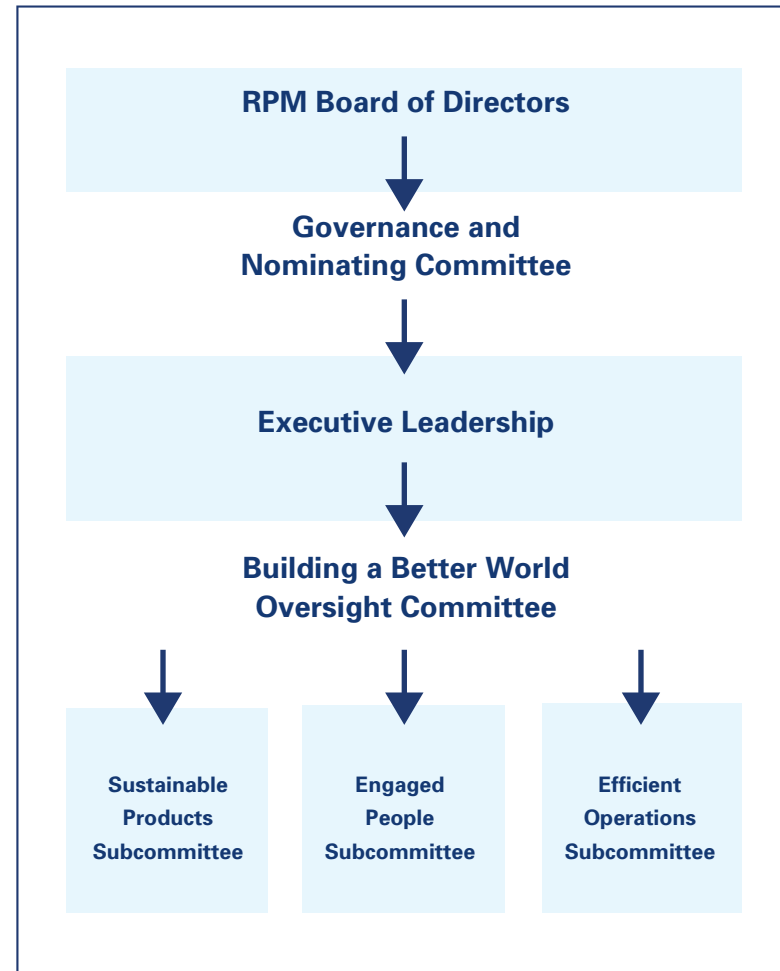 RPM Board of Directors
Governance and
Nominating Committee
Executive Leadership
Building a Better World
Oversight Committee
Sustainable
Products
Subcommittee
Engaged
People
Subcommittee
Efficient
Operations
Subcommittee